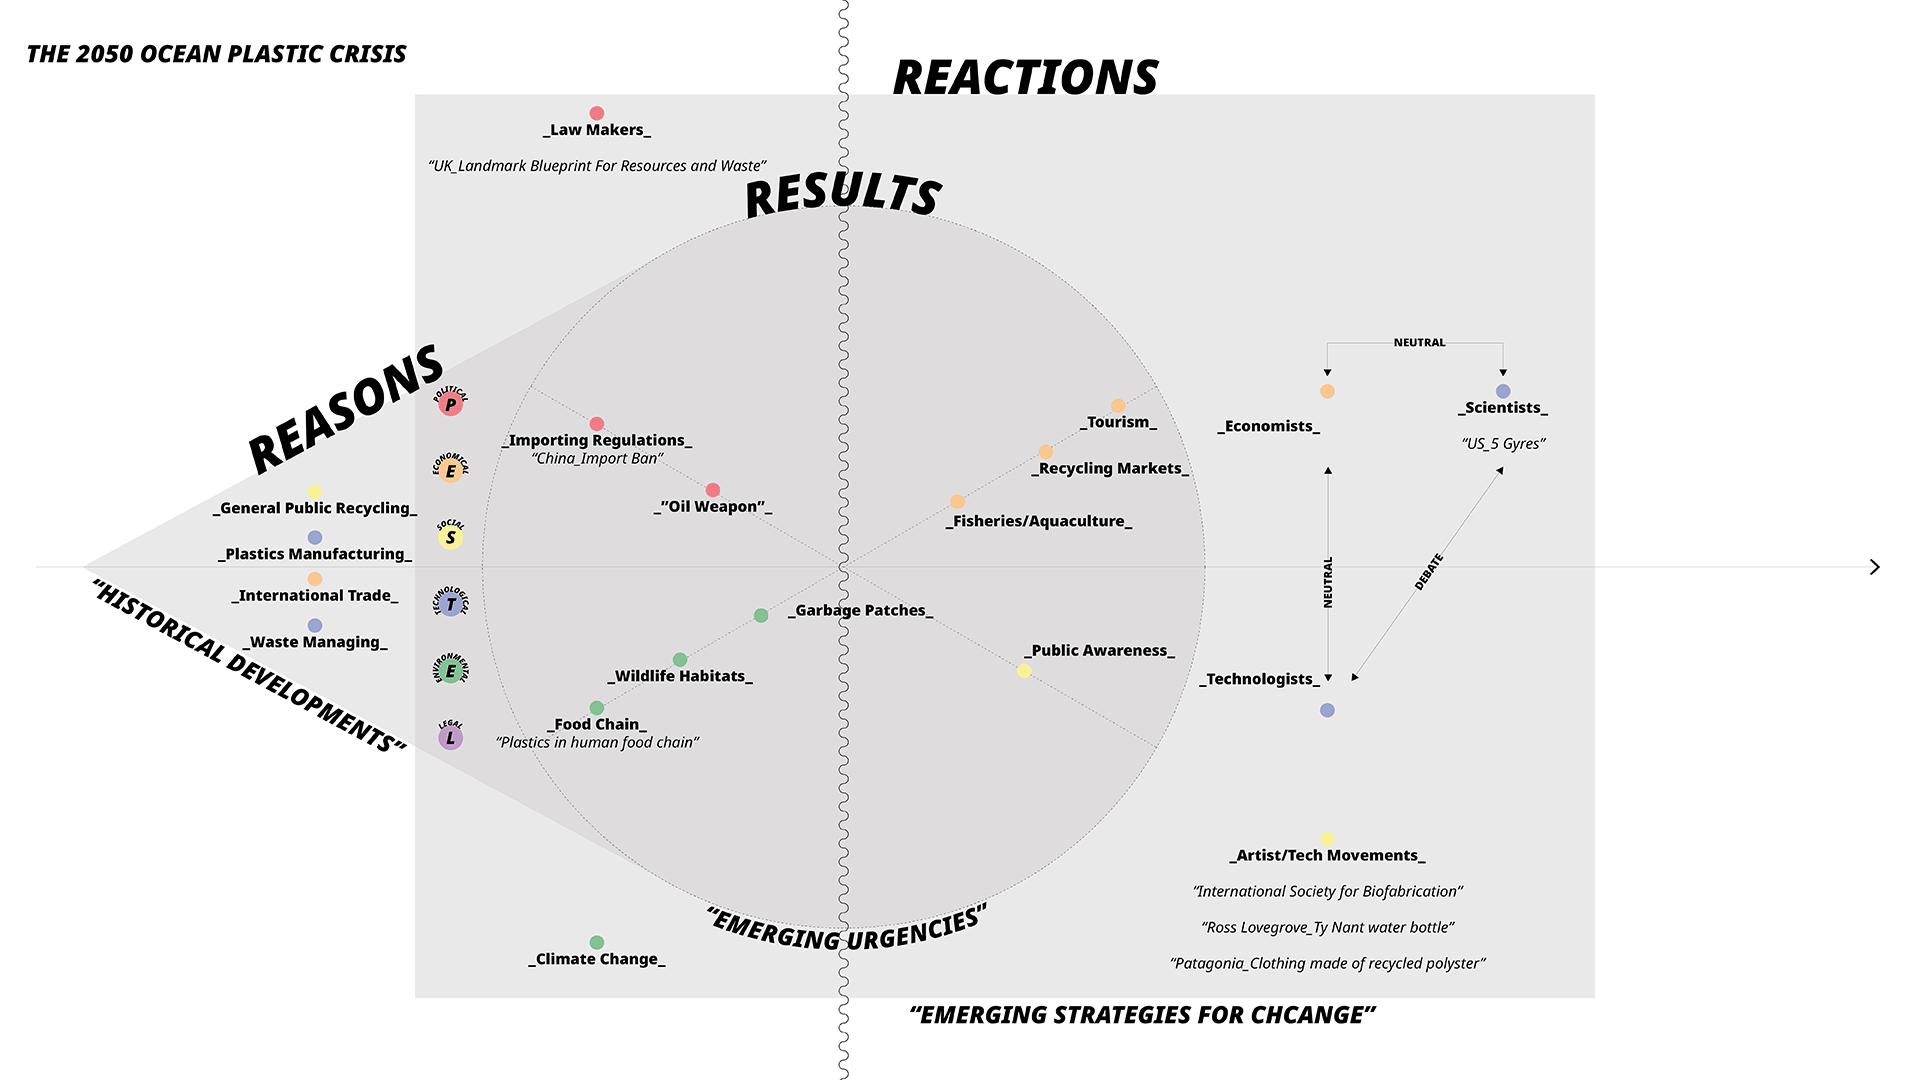 THE 2050 OCEAN PLASTIC CRISIS
REACTIONS
_Law Makers_
“UK_Landmark Blueprint For Resources and Waste”
RESULTS
REASONS
NEUTRAL
POLITICAL
P
_Importing Regulations_
“China_Import Ban”
_”Oil Weapon”_
_Tourism_
_Recycling Markets_
_Fisheries/Aquaculture_
_Economists_
_Scientists_
“US_5 Gyres”
ECONOMICAL
E
_General Public Recycling_
_Plastics Manufacturing_
_International Trade_
_Waste Managing_
SOCIAL
S
TECHNOLOGICAL
T
ENVIRONMENTAL
E
LEGAL
L
“HISTORICAL DEVELOPMENTS”
_Garbage Patches_
_Wildlife Habitats_
_Food Chain_
“Plastics in human food chain”
_Public Awareness_
NEUTRAL
DEBATE
_Technologists_
_Artist/Tech Movements_
“International Society for Biofabrication”
“Ross Lovegrove_Ty Nant water bottle”
“Patagonia_Clothing made of recycled polyster”
“EMERGING URGENCIES”
_Climate Change_
“EMERGING STRATEGIES FOR CHCANGE”